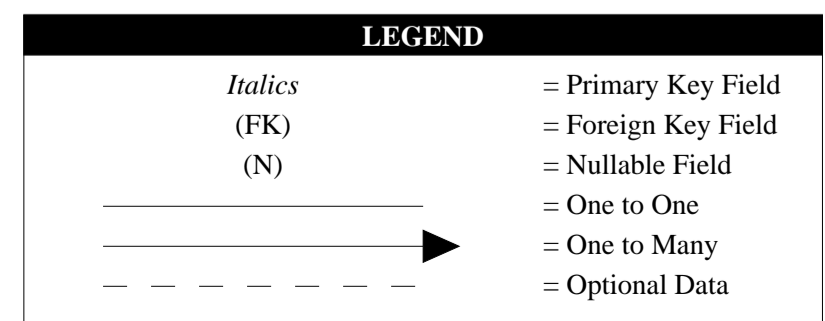 LEGEND
Italics = Primary Key Field
(FK) = Foreign Key Field
(N) = Nullable Field
= One to One
= One to Many
= Optional Data